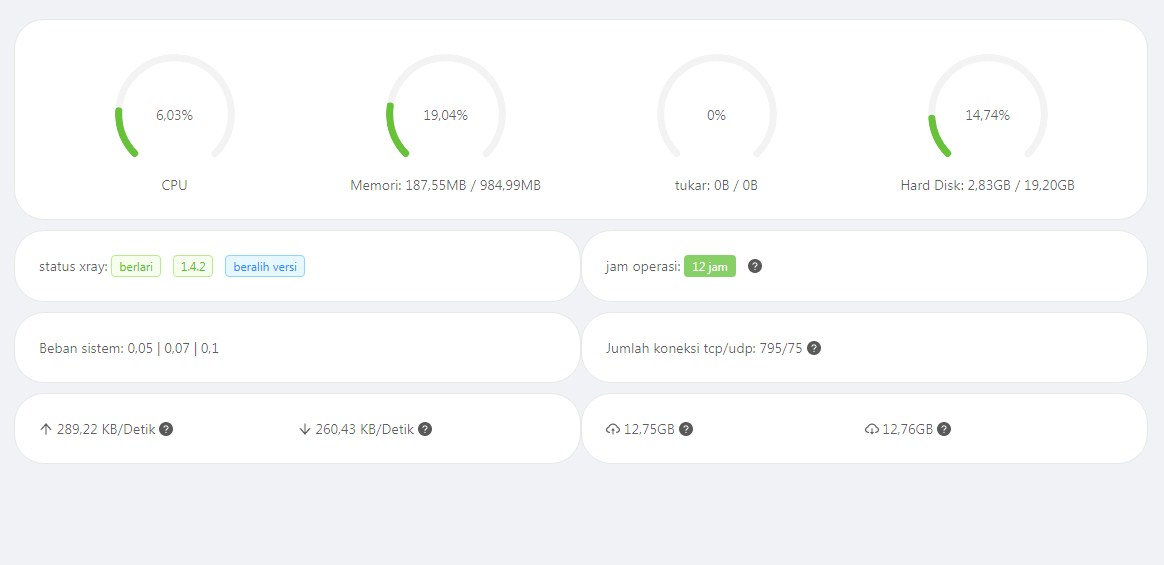 6,03%
19,04%
0%
14,74%
CPU
Memori: 187,55MB / 984,99MB
tukar: 0B / 0B
Hard Disk: 2,83GB / 19,20GB
status xray: berlari 1.4.2 beralih versi
jam operasi: 12 jam ?
Beban sistem: 0,05 | 0,07 | 0,1
Jumlah koneksi tcp/udp: 795/75 ?
289,22 KB/Detik ?
260,43 KB/Detik ?
12,75GB ?
12,76GB ?